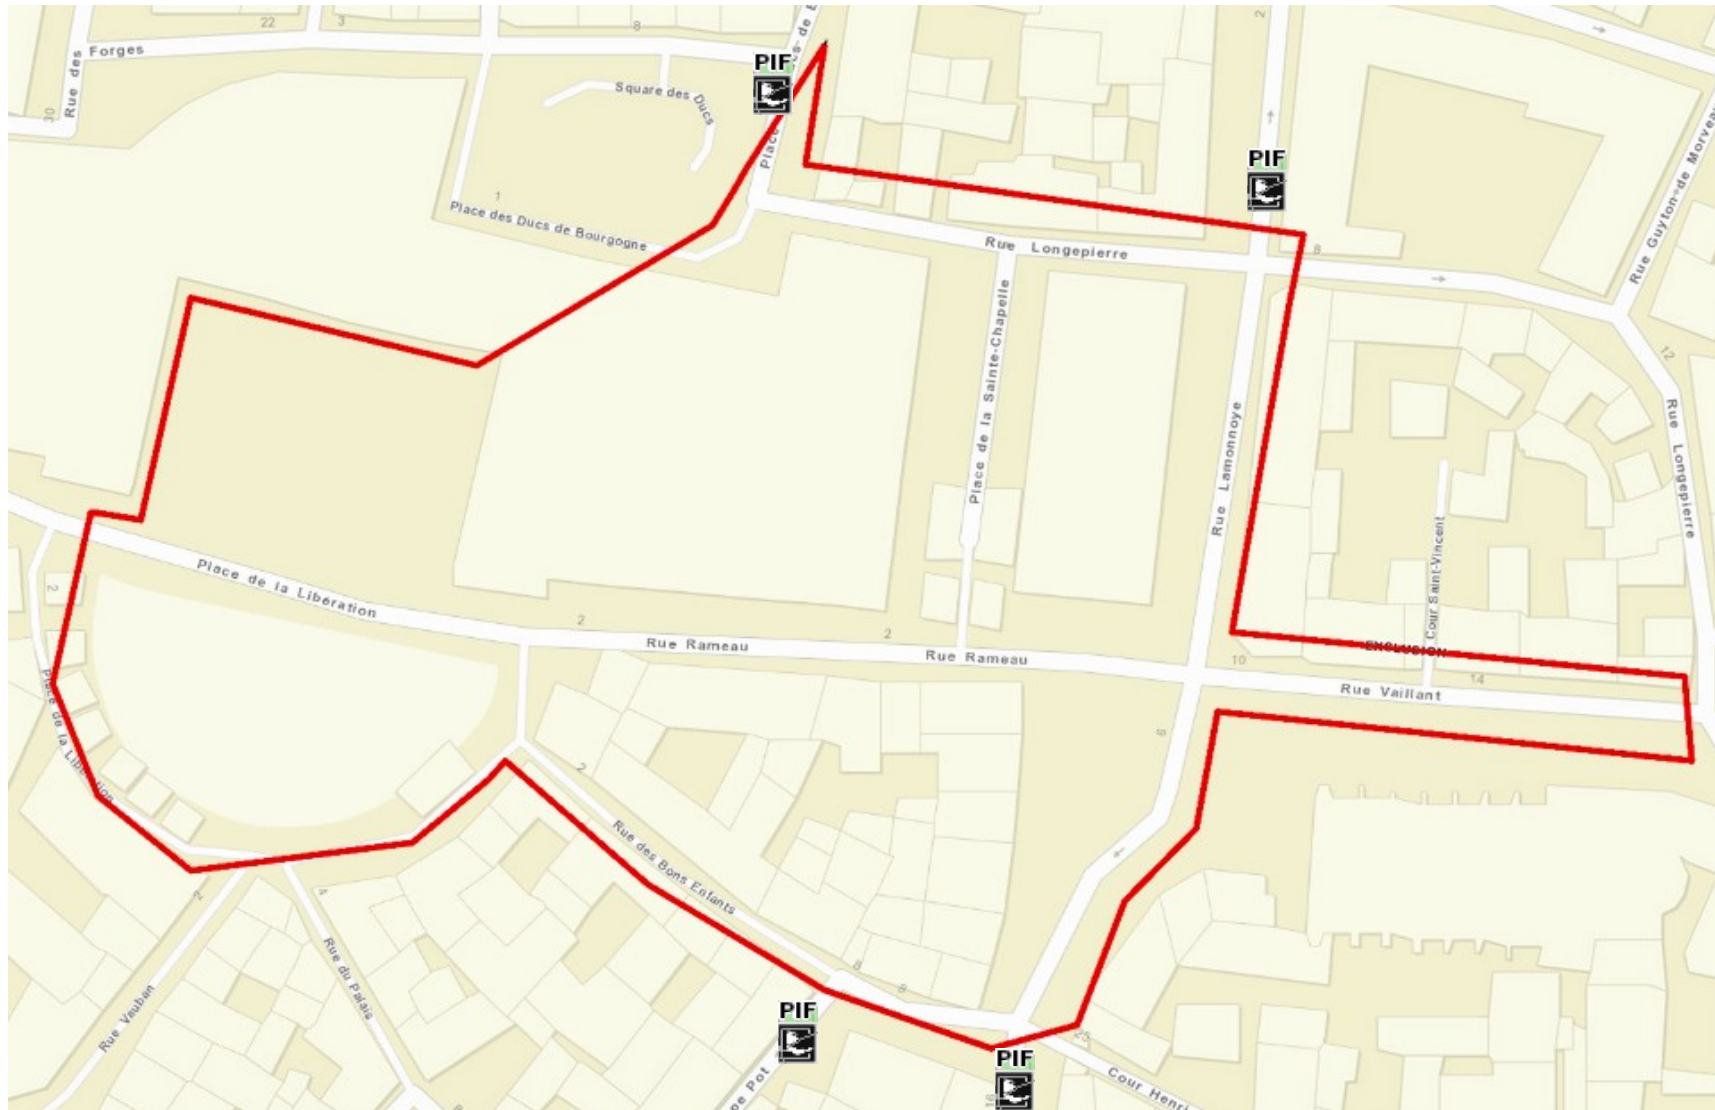 22
3
8
Rue des
Forges
30
PIF
Square des Ducs
2
PIF
1
Place des Ducs de Bourgogne
Rue Longepierre
8
Rue Guyton-de Morveau
12
Place de la Sainte-Chapelle
Rue Lamonnoye
Rue Longepierre
Cour Saint-Vincent
2
Place de la Libération
2
Rue Rameau
2
Rue Rameau
10
EXCLUSION
14
Rue Vaillant
Place de la Libération
9
2
Rue des Bons Enfants
2
4
Rue du Palais
Rue Vauban
8
8
PIF
25
PIF
Cour Henri
16